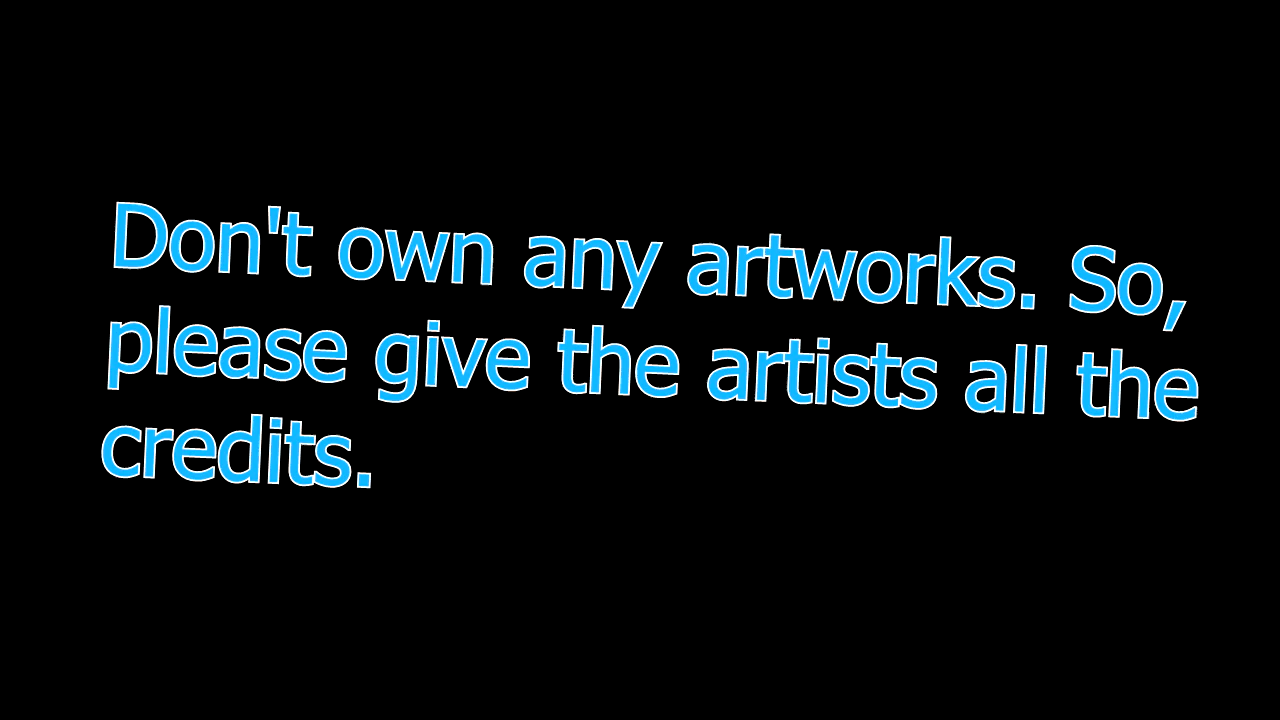 Don't own any artworks. So,
please give the artists all the
credits.